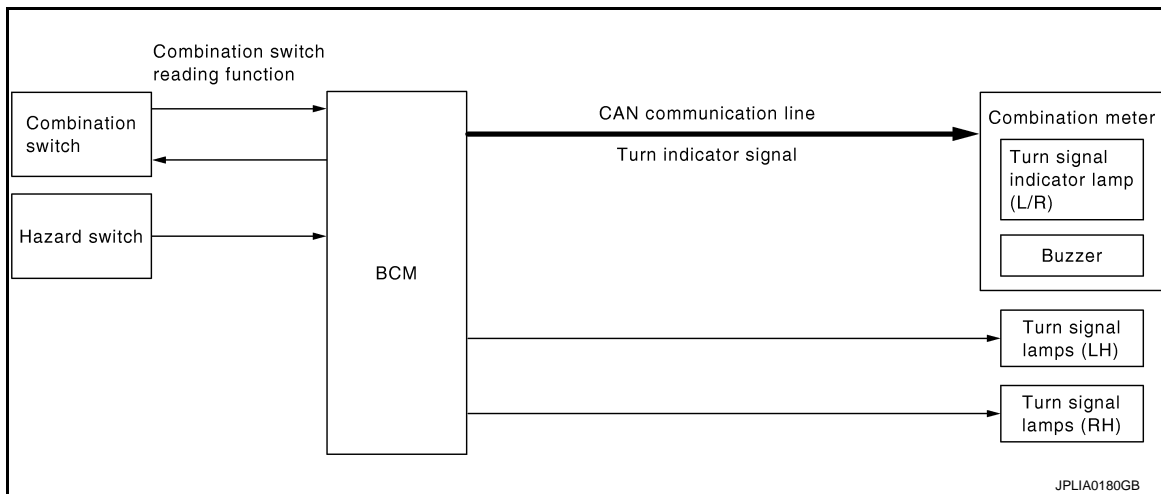 Combination switch
reading function
Combination
switch
Hazard switch
BCM
CAN communication line
Turn indicator signal
Combination meter
Turn signal
indicator lamp
(L/R)
Buzzer
Turn signal
lamps (LH)
Turn signal
lamps (RH)
JPLIA0180GB